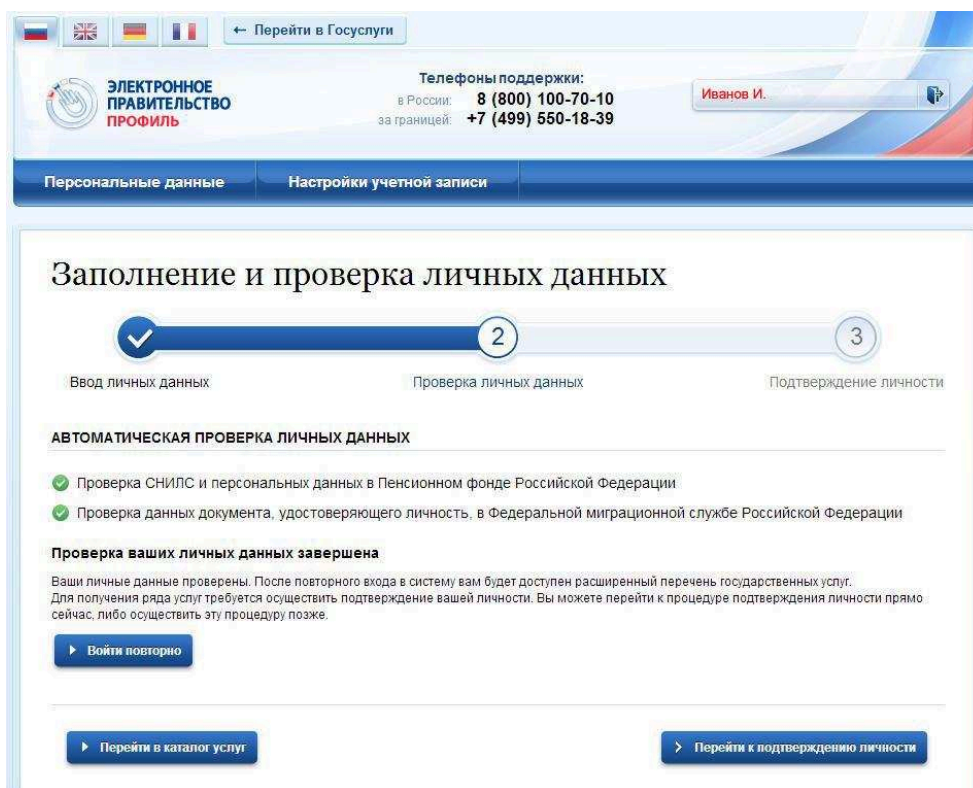 ← Перейти в Госуслуги
ЭЛЕКТРОННОЕ
ПРАВИТЕЛЬСТВО
ПРОФИЛЬ
Телефоны поддержки:
в России: 8 (800) 100-70-10
за границей: +7 (499) 550-18-39
Иванов И.
Персональные данные Настройки учетной записи
Заполнение и проверка личных данных
2 3
Ввод личных данных Проверка личных данных Подтверждение личности
АВТОМАТИЧЕСКАЯ ПРОВЕРКА ЛИЧНЫХ ДАННЫХ
Проверка СНИЛС и персональных данных в Пенсионном фонде Российской Федерации
Проверка данных документа, удостоверяющего личность, в Федеральной миграционной службе Российской Федерации
Проверка ваших личных данных завершена
Ваши личные данные проверены. После повторного входа в систему вам будет доступен расширенный перечень государственных услуг.
Для получения ряда услуг требуется осуществить подтверждение вашей личности. Вы можете перейти к процедуре подтверждения личности прямо
сейчас, либо осуществить эту процедуру позже.
Войти повторно
Перейти в каталог услуг Перейти к подтверждению личности